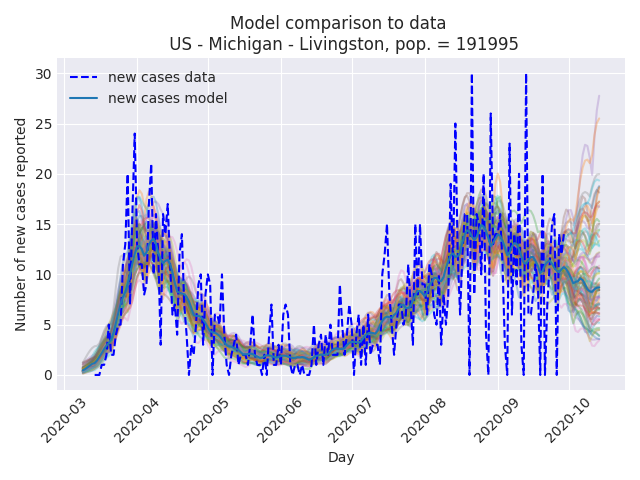 Model comparison to data
US - Michigan - Livingston, pop. = 191995
new cases data
new cases model
Number of new cases reported
30
25
20
15
10
5
0
2020-03
2020-04
2020-05
2020-06
2020-07
2020-08
2020-09
2020-10
Day